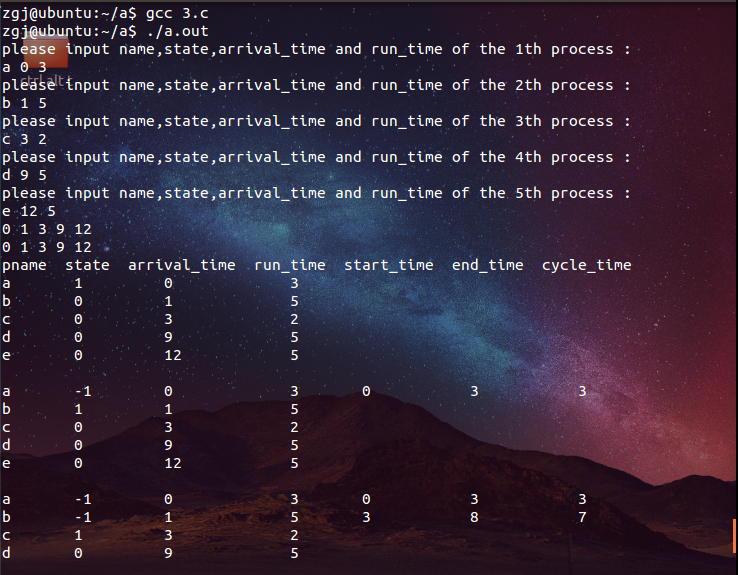 zgj@ubuntu:~/a$ gcc 3.c
zgj@ubuntu:~/a$ ./a.out
please input name,state,arrival_time and run_time of the 1th process :
a 0 3
ctrl alt t
please input name,state,arrival_time and run_time of the 2th process :
b 1 5
please input name,state,arrival_time and run_time of the 3th process :
c 3 2
please input name,state,arrival_time and run_time of the 4th process :
d 9 5
please input name,state,arrival_time and run_time of the 5th process :
e 12 5
0 1 3 9 12
0 1 3 9 12
pname  state  arrival_time  run_time  start_time  end_time  cycle_time
a       1         0             3
b       0         1             5
c       0         3             2
d       0         9             5
e       0         12            5
a       -1        0             3       0           3           3
b       1         1             5
c       0         3             2
d       0         9             5
e       0         12            5
a       -1        0             3       0           3           3
b       -1        1             5       3           8           7
c       1         3             2
d       0         9             5